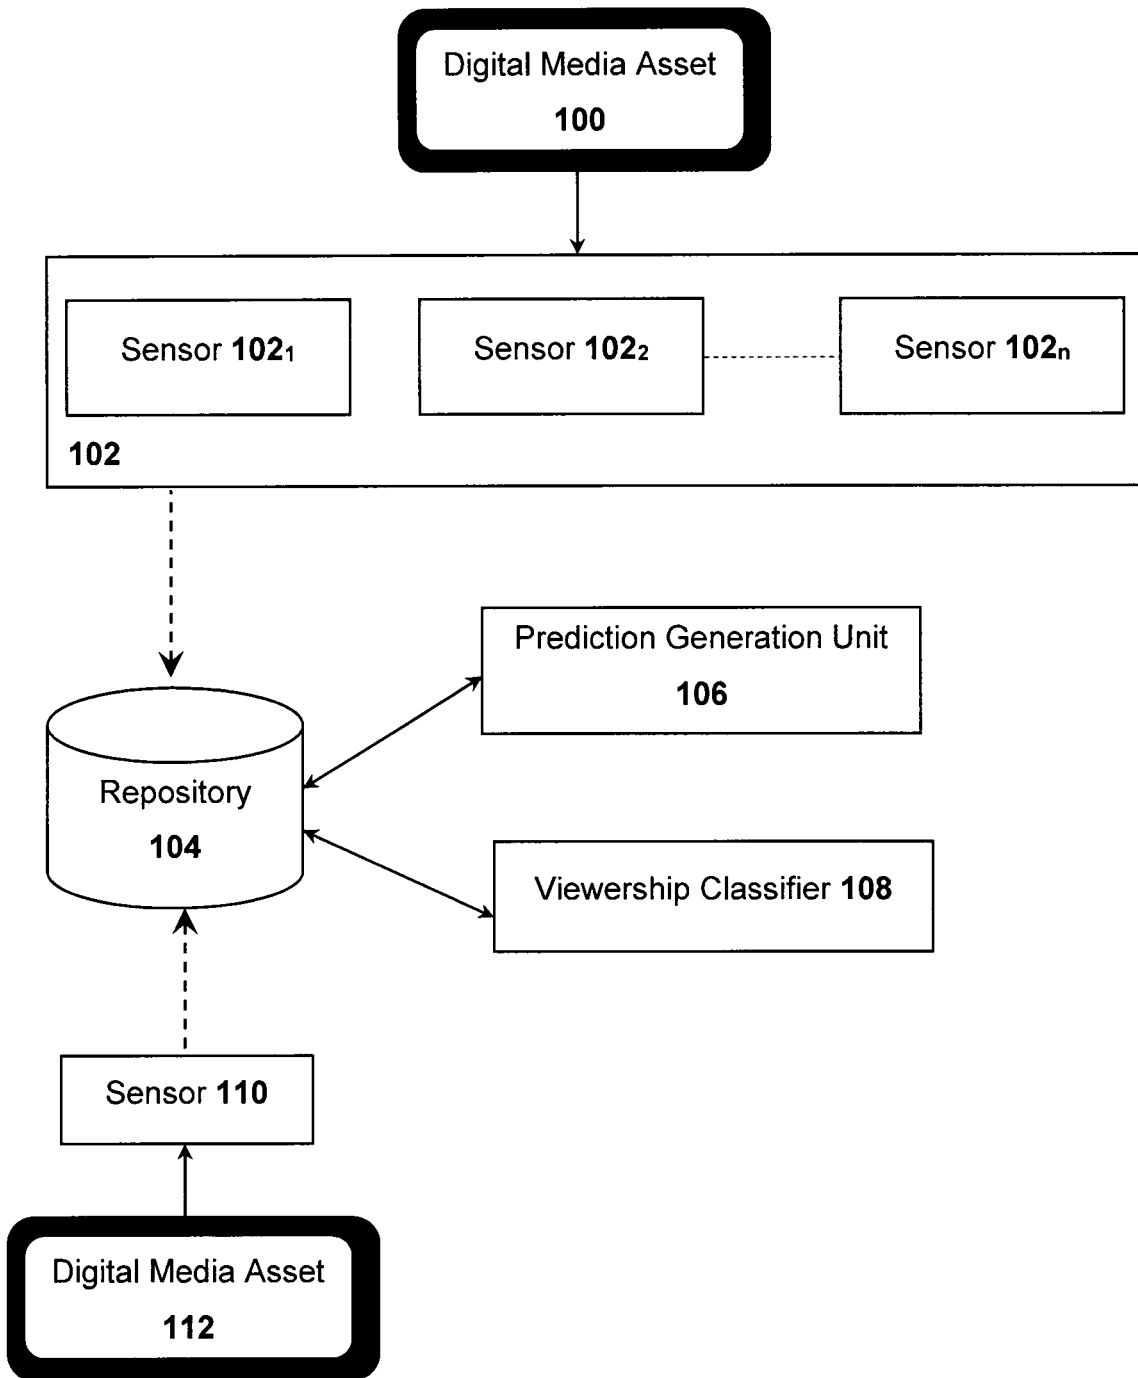 Digital Media Asset
100
Sensor 102₁
Sensor 102₂
Sensor 102ₙ
102
Prediction Generation Unit
106
Repository
104
Viewership Classifier 108
Sensor 110
Digital Media Asset
112